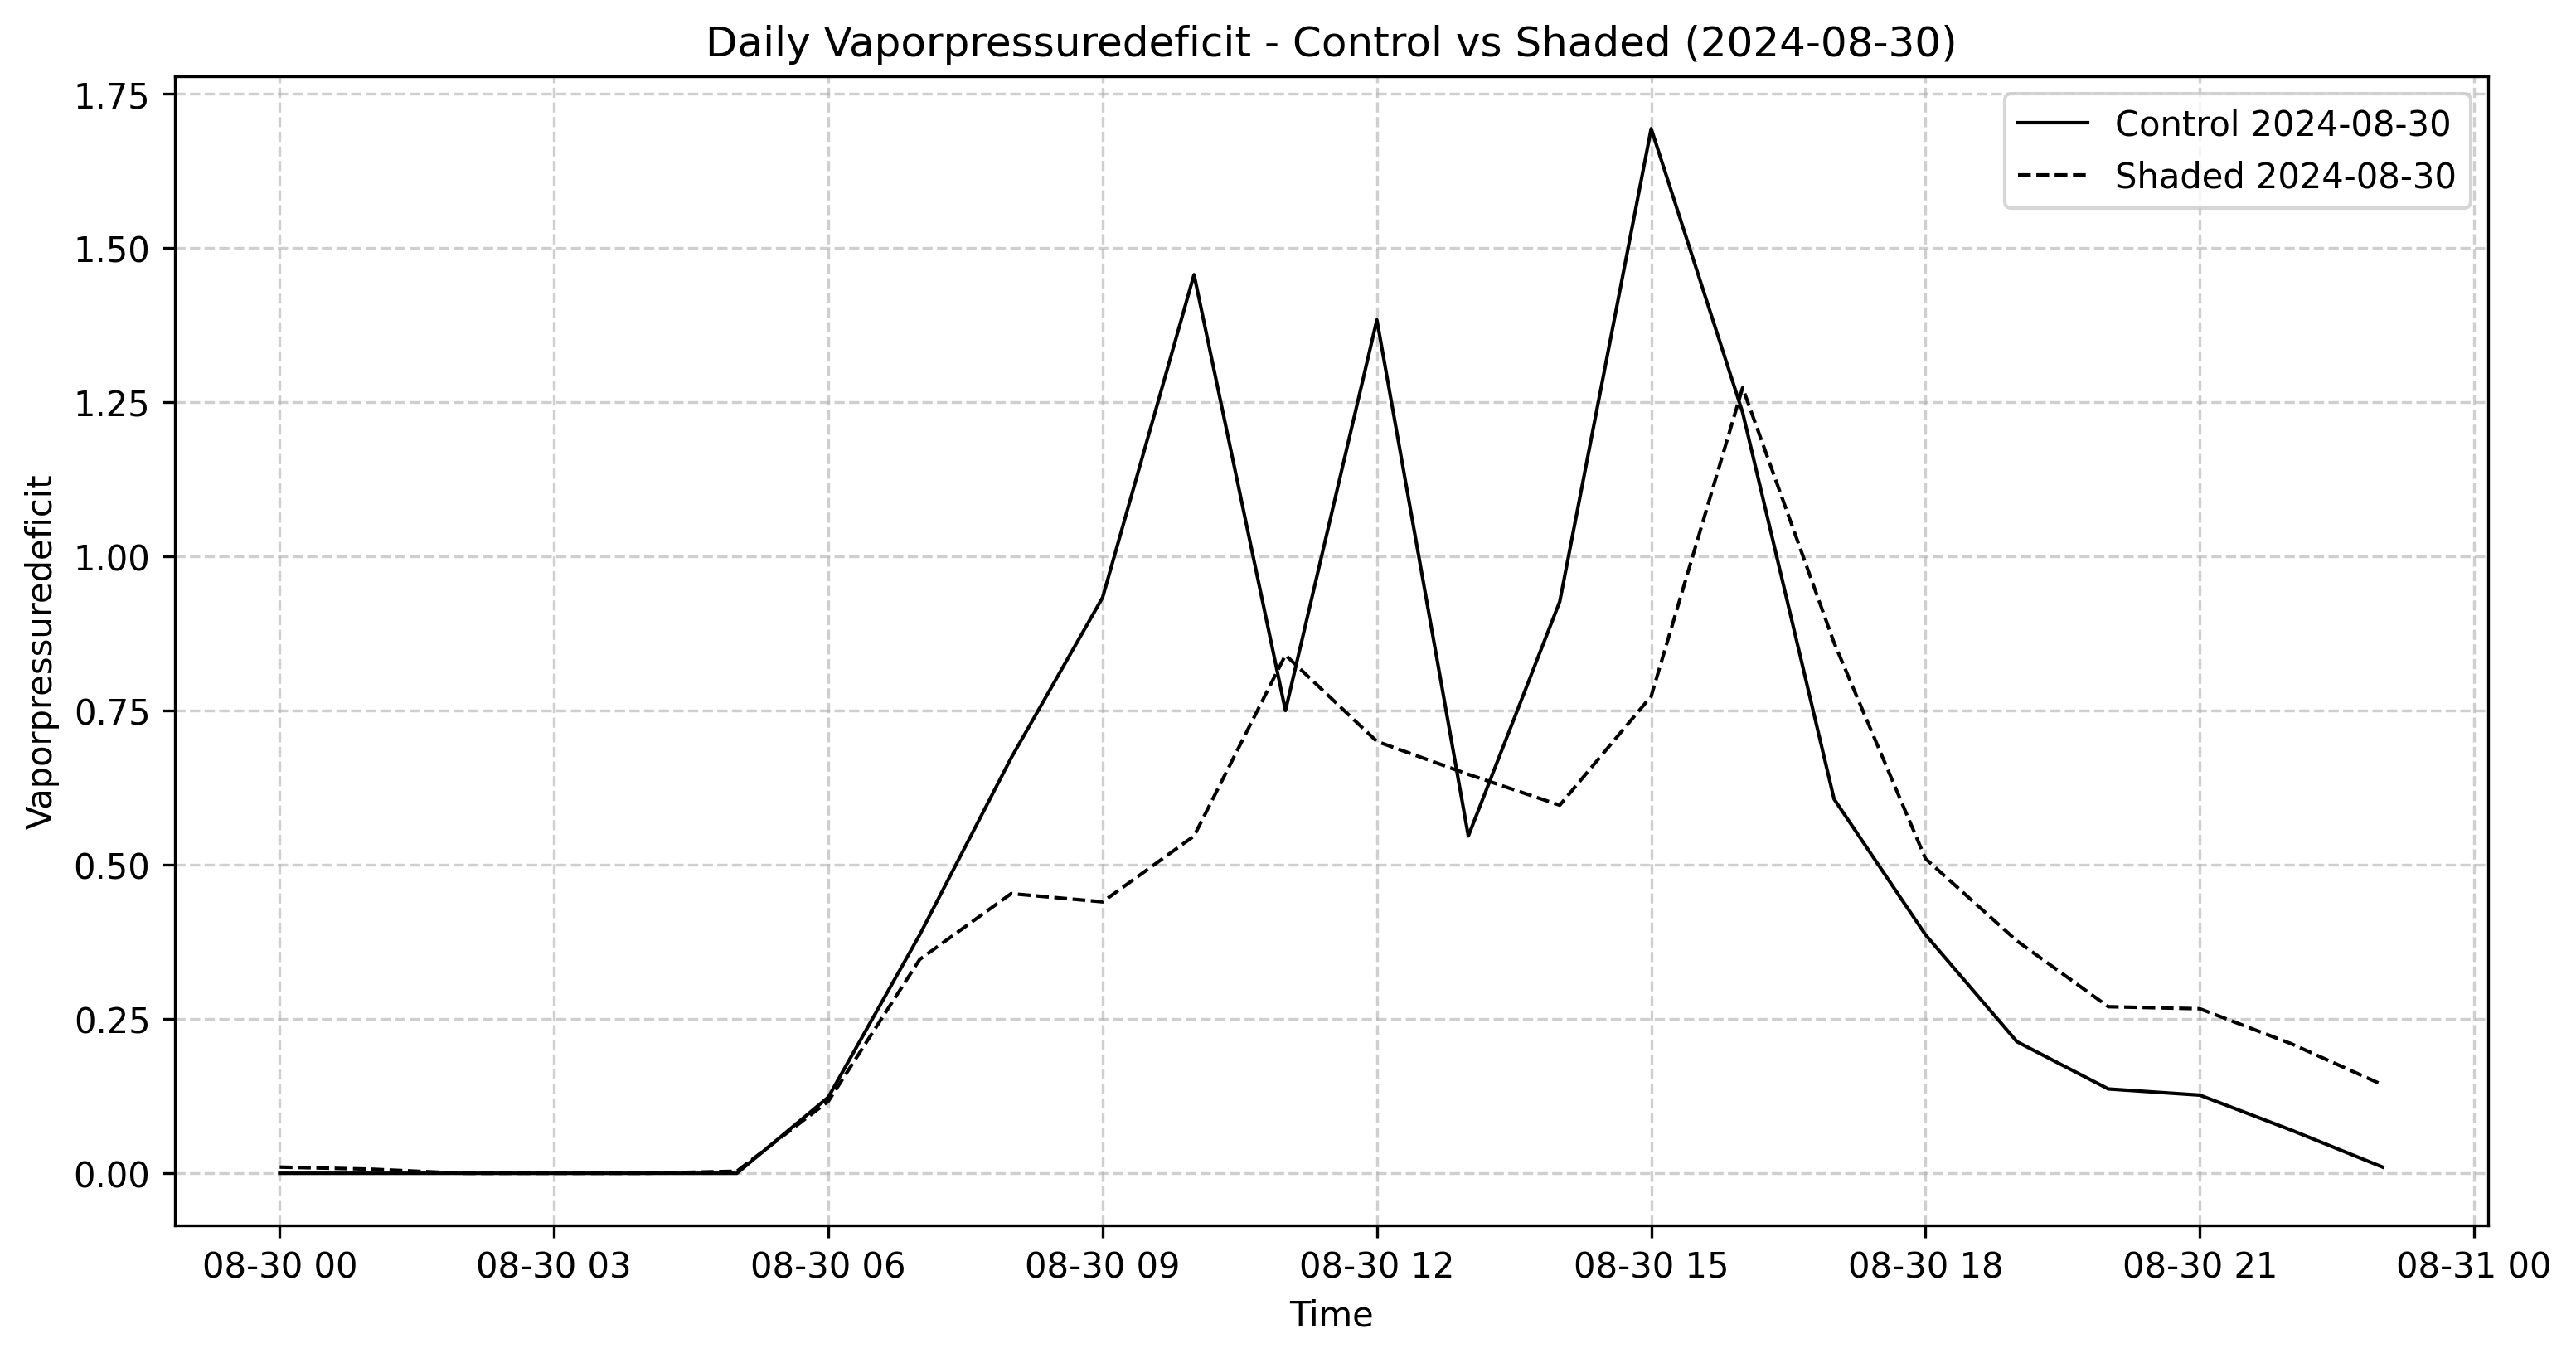 Daily Vaporpressuredeficit - Control vs Shaded (2024-08-30)
Control 2024-08-30
Shaded 2024-08-30
Vaporpressuredeficit
1.75
1.50
1.25
1.00
0.75
0.50
0.25
0.00
08-30 00 08-30 03 08-30 06 08-30 09 08-30 12 08-30 15 08-30 18 08-30 21 08-31 00
Time